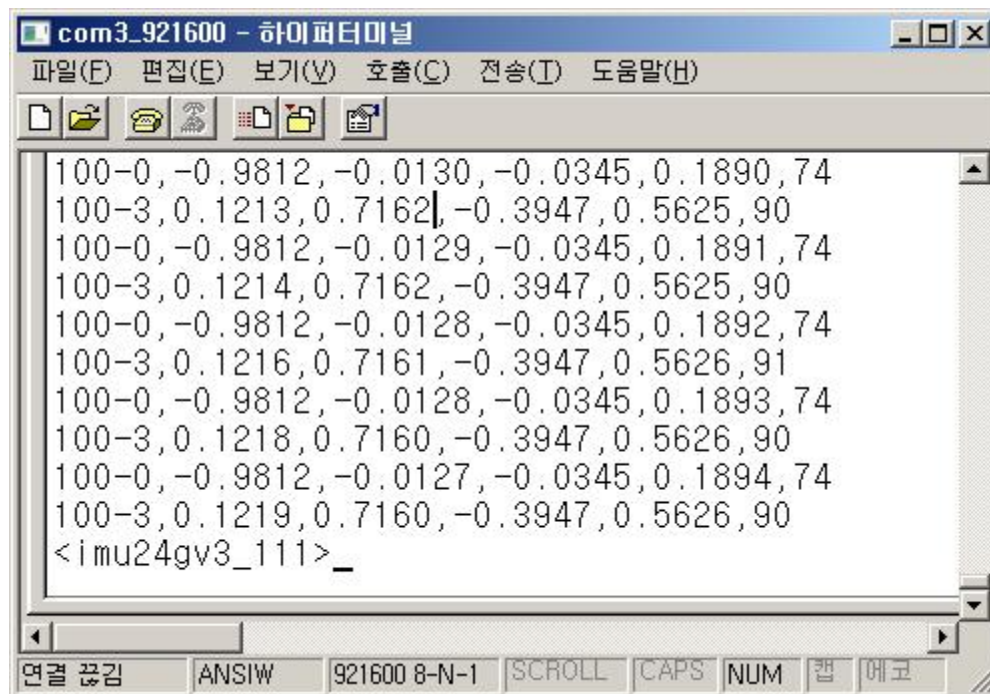 com3_921600 - 하이퍼터미널
파일(F) 편집(E) 보기(V) 호출(C) 전송(T) 도움말(H)
100-0,-0.9812,-0.0130,-0.0345,0.1890,74
100-3,0.1213,0.7162,-0.3947,0.5625,90
100-0,-0.9812,-0.0129,-0.0345,0.1891,74
100-3,0.1214,0.7162,-0.3947,0.5625,90
100-0,-0.9812,-0.0128,-0.0345,0.1892,74
100-3,0.1216,0.7161,-0.3947,0.5626,91
100-0,-0.9812,-0.0128,-0.0345,0.1893,74
100-3,0.1218,0.7160,-0.3947,0.5626,90
100-0,-0.9812,-0.0127,-0.0345,0.1894,74
100-3,0.1219,0.7160,-0.3947,0.5626,90
<imu24gv3_111>_
연결 끊김 ANSIW 921600 8-N-1 SCROLL CAPS NUM 캡 에코